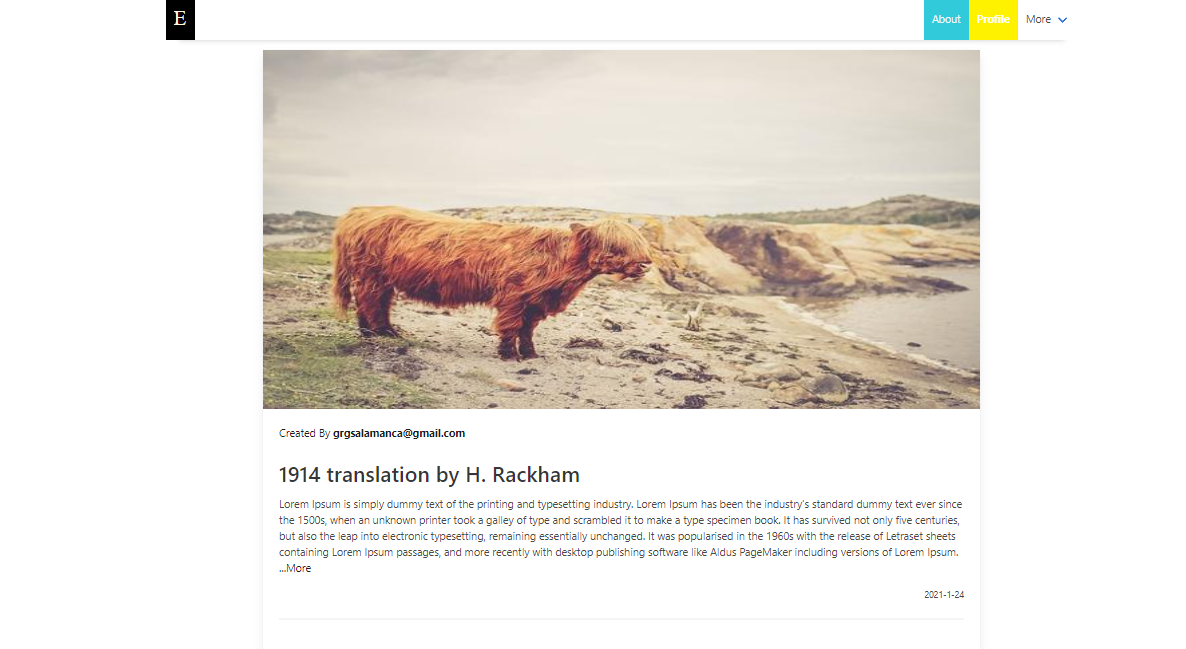 E
About
Profile
More
Created By grgsalamanca@gmail.com
1914 translation by H. Rackham
Lorem Ipsum is simply dummy text of the printing and typesetting industry. Lorem Ipsum has been the industry's standard dummy text ever since
the 1500s, when an unknown printer took a galley of type and scrambled it to make a type specimen book. It has survived not only five centuries,
but also the leap into electronic typesetting, remaining essentially unchanged. It was popularised in the 1960s with the release of Letraset sheets
containing Lorem Ipsum passages, and more recently with desktop publishing software like Aldus PageMaker including versions of Lorem Ipsum.
...More
2021-1-24